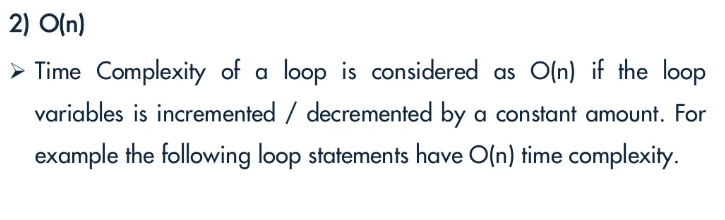 2) O(n)
➢ Time Complexity of a loop is considered as O(n) if the loop
variables is incremented / decremented by a constant amount. For
example the following loop statements have O(n) time complexity.